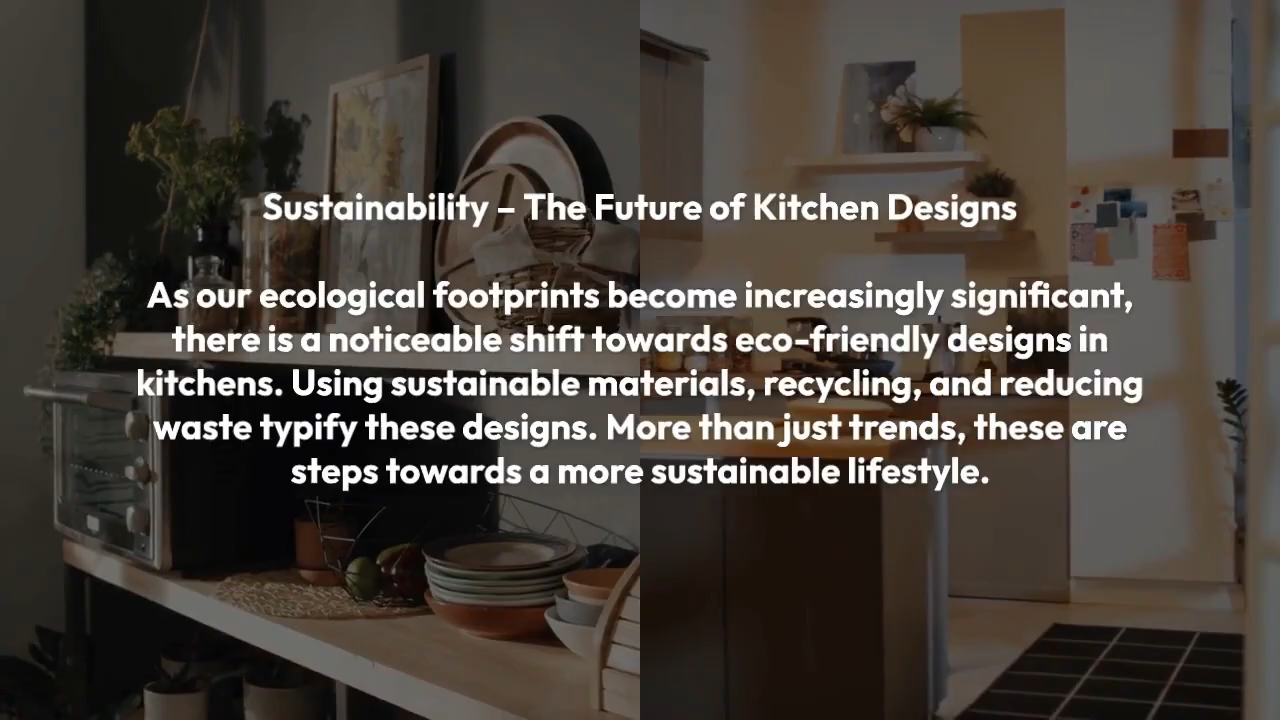 Sustainability – The Future of Kitchen Designs
As our ecological footprints become increasingly significant,
there is a noticeable shift towards eco-friendly designs in
kitchens. Using sustainable materials, recycling, and reducing
waste typify these designs. More than just trends, these are
steps towards a more sustainable lifestyle.